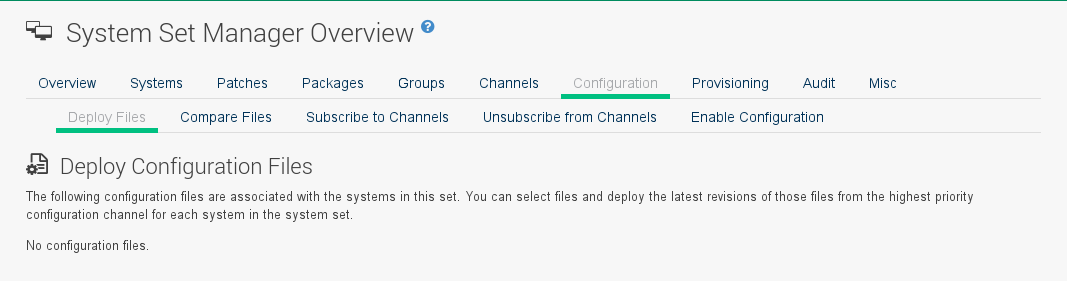 System Set Manager Overview ?
Overview Systems Patches Packages Groups Channels Configuration Provisioning Audit Misc
Deploy Files Compare Files Subscribe to Channels Unsubscribe from Channels Enable Configuration
Deploy Configuration Files
The following configuration files are associated with the systems in this set. You can select files and deploy the latest revisions of those files from the highest priority
configuration channel for each system in the system set.
No configuration files.